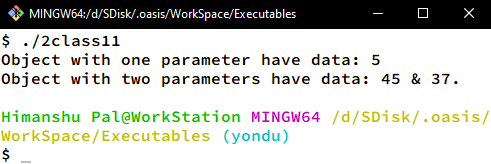 MINGW64:/d/SDisk/.oasis/WorkSpace/Executables
$ ./2class11
Object with one parameter have data: 5
Object with two parameters have data: 45 & 37.
Himanshu Pal@WorkStation MINGW64 /d/SDisk/.oasis/
WorkSpace/Executables (yondu)
$ _